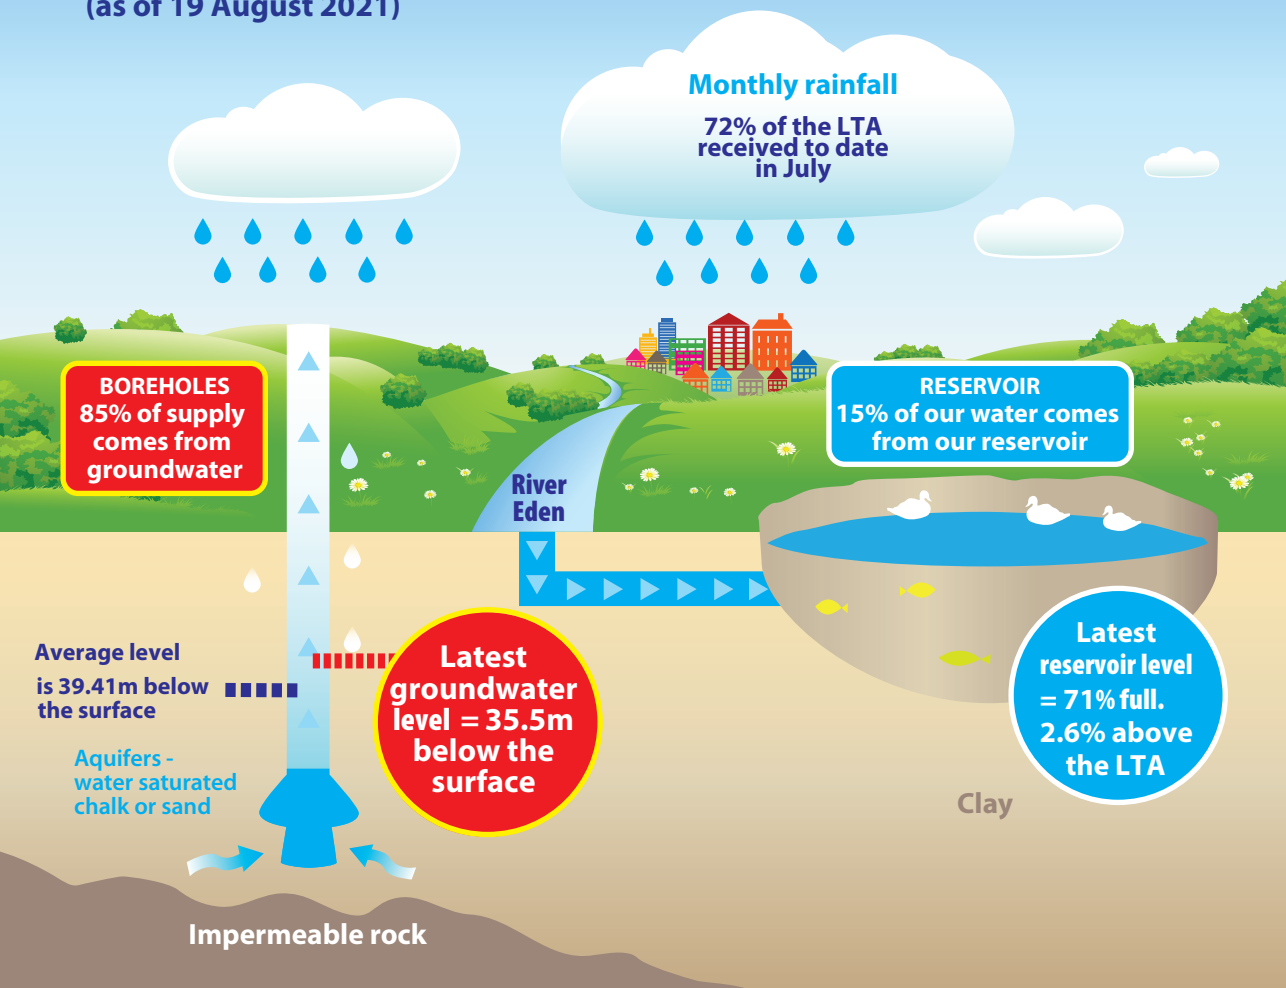 (as of 19 August 2021)
Monthly rainfall
72% of the LTA
received to date
in July
BOREHOLES
85% of supply
comes from
groundwater
RESERVOIR
15% of our water comes
from our reservoir
River
Eden
Average level
is 39.41m below
the surface
Latest
groundwater
level = 35.5m
below the
surface
Latest
reservoir level
= 71% full.
2.6% above
the LTA
Aquifers -
water saturated
chalk or sand
Clay
Impermeable rock